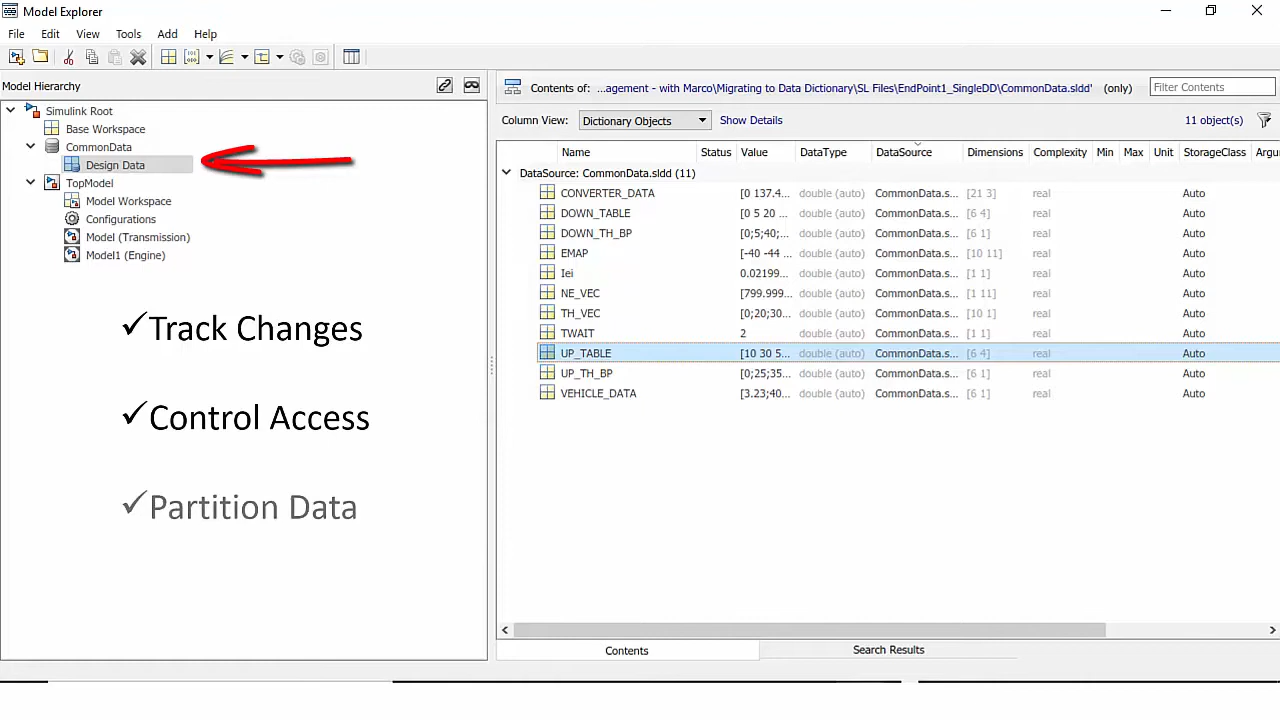 Model Explorer
File Edit View Tools Add Help
Model Hierarchy
Simulink Root
Base Workspace
CommonData
Design Data
TopModel
Model Workspace
Configurations
Model (Transmission)
Model1 (Engine)
✓Track Changes
✓Control Access
✓Partition Data
Contents of: ...agement - with Marco\Migrating to Data Dictionary\SL Files\EndPoint1_SingleDD\CommonData.sldd' (only) Filter Contents
Column View: Dictionary Objects Show Details 11 object(s)
Name Status Value DataType DataSource Dimensions Complexity Min Max Unit StorageClass Argu
DataSource: CommonData.sldd (11)
CONVERTER_DATA [0 137.4... double (auto) CommonData.s... [21 3] real Auto
DOWN_TABLE [0 5 20 ... double (auto) CommonData.s... [6 4] real Auto
DOWN_TH_BP [0;5;40;... double (auto) CommonData.s... [6 1] real Auto
EMAP [-40 -44 ... double (auto) CommonData.s... [10 11] real Auto
Iei 0.02199... double (auto) CommonData.s... [1 1] real Auto
NE_VEC [799.999... double (auto) CommonData.s... [1 11] real Auto
TH_VEC [0;20;30... double (auto) CommonData.s... [10 1] real Auto
TWAIT 2 double (auto) CommonData.s... [1 1] real Auto
UP_TABLE [10 30 5... double (auto) CommonData.s... [6 4] real Auto
UP_TH_BP [0;25;35... double (auto) CommonData.s... [6 1] real Auto
VEHICLE_DATA [3.23;40... double (auto) CommonData.s... [6 1] real Auto
Contents Search Results